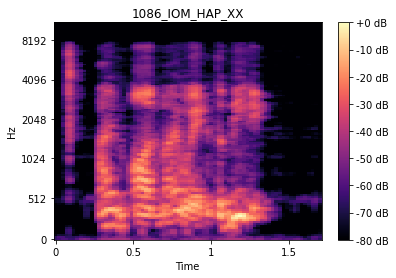 1086_IOM_HAP_XX
+0 dB
8192
-10 dB
4096
-20 dB
-30 dB
2048
Hz
-40 dB
1024
-50 dB
512
-60 dB
-70 dB
0
-80 dB
0
0.5
1
1.5
Time